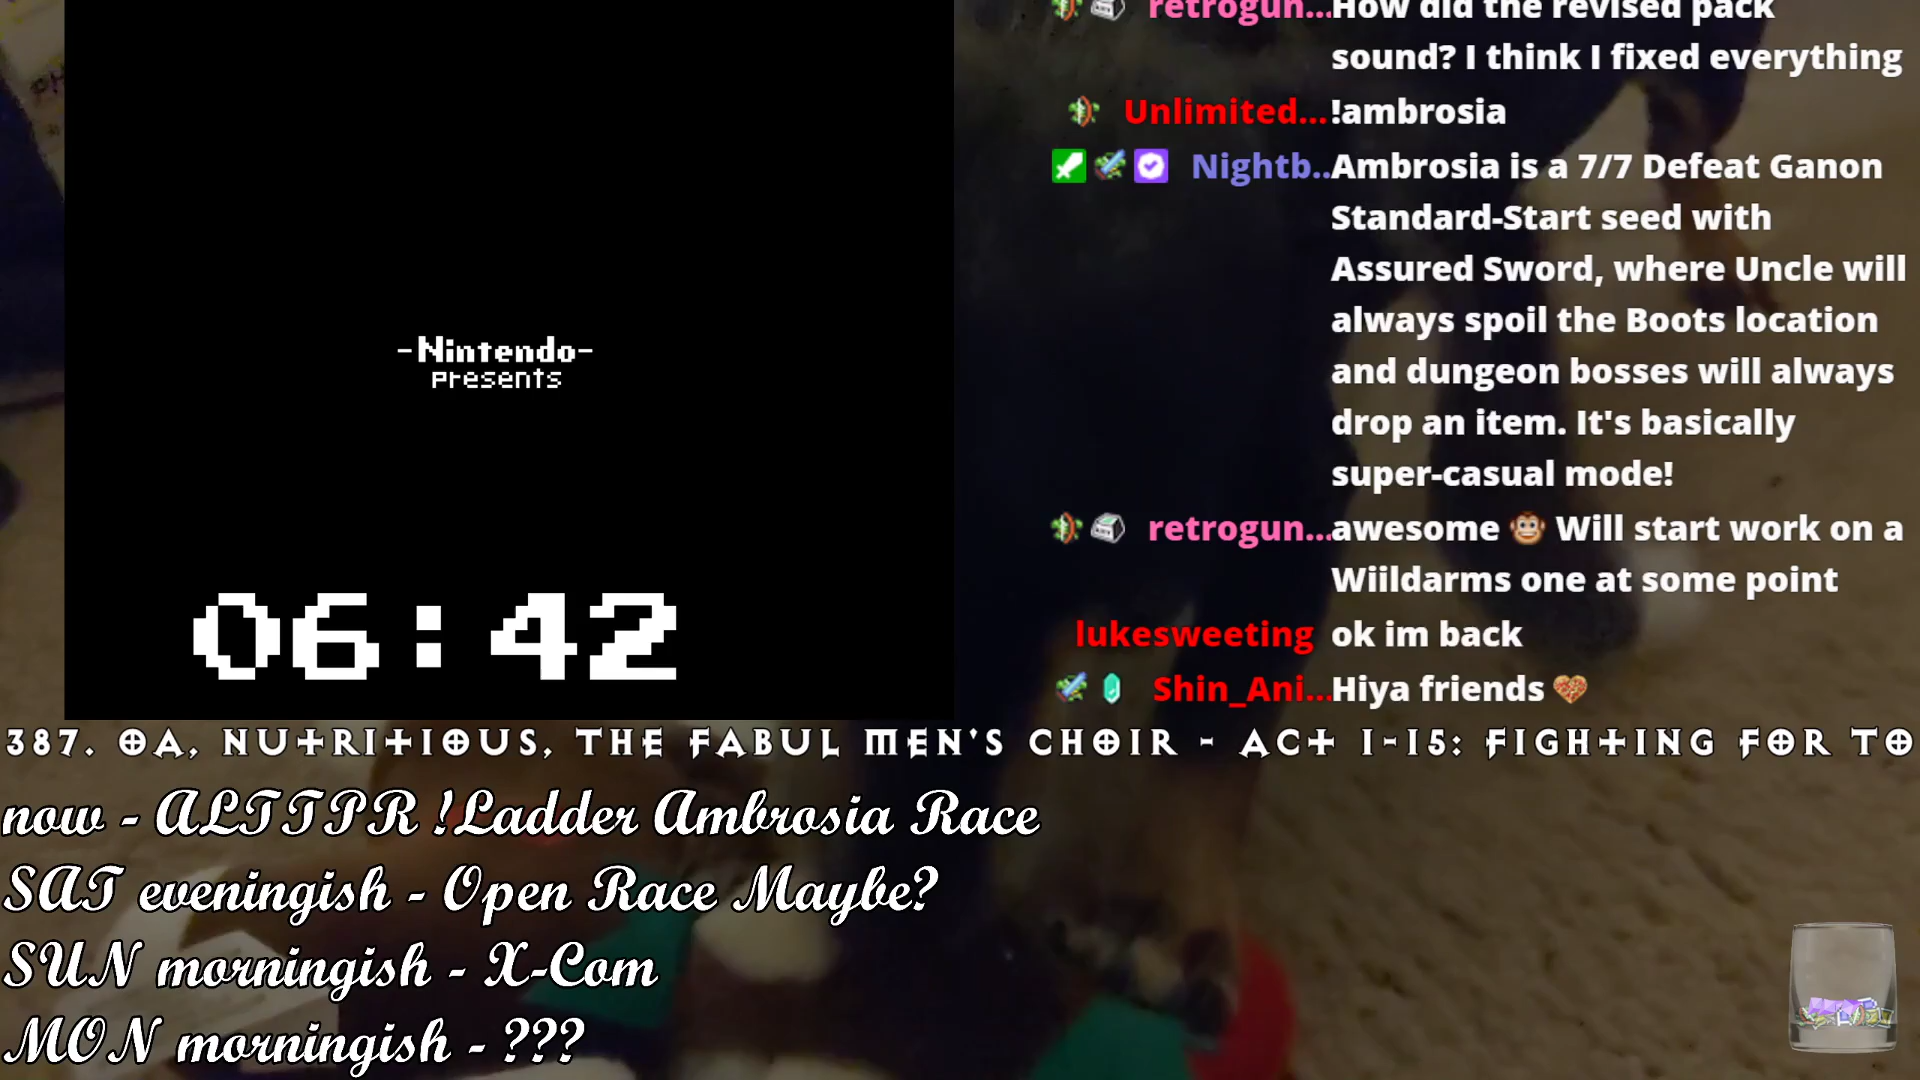 -Nintendo-
presents
06:42
retrogun...How did the revised pack
sound? I think I fixed everything
Unlimited...!ambrosia
Nightb..Ambrosia is a 7/7 Defeat Ganon
Standard-Start seed with
Assured Sword, where Uncle will
always spoil the Boots location
and dungeon bosses will always
drop an item. It's basically
super-casual mode!
retrogun...awesome 🐵 Will start work on a
Wiildarms one at some point
lukesweeting ok im back
Shin_Ani...Hiya friends
387. OA, NUTRITIOUS, THE FABUL MEN'S CHOIR - ACT I-15: FIGHTING FOR TO
now - ALTTPR !Ladder Ambrosia Race
SAT eveningish - Open Race Maybe?
SUN morningish - X-Com
MON morningish - ???